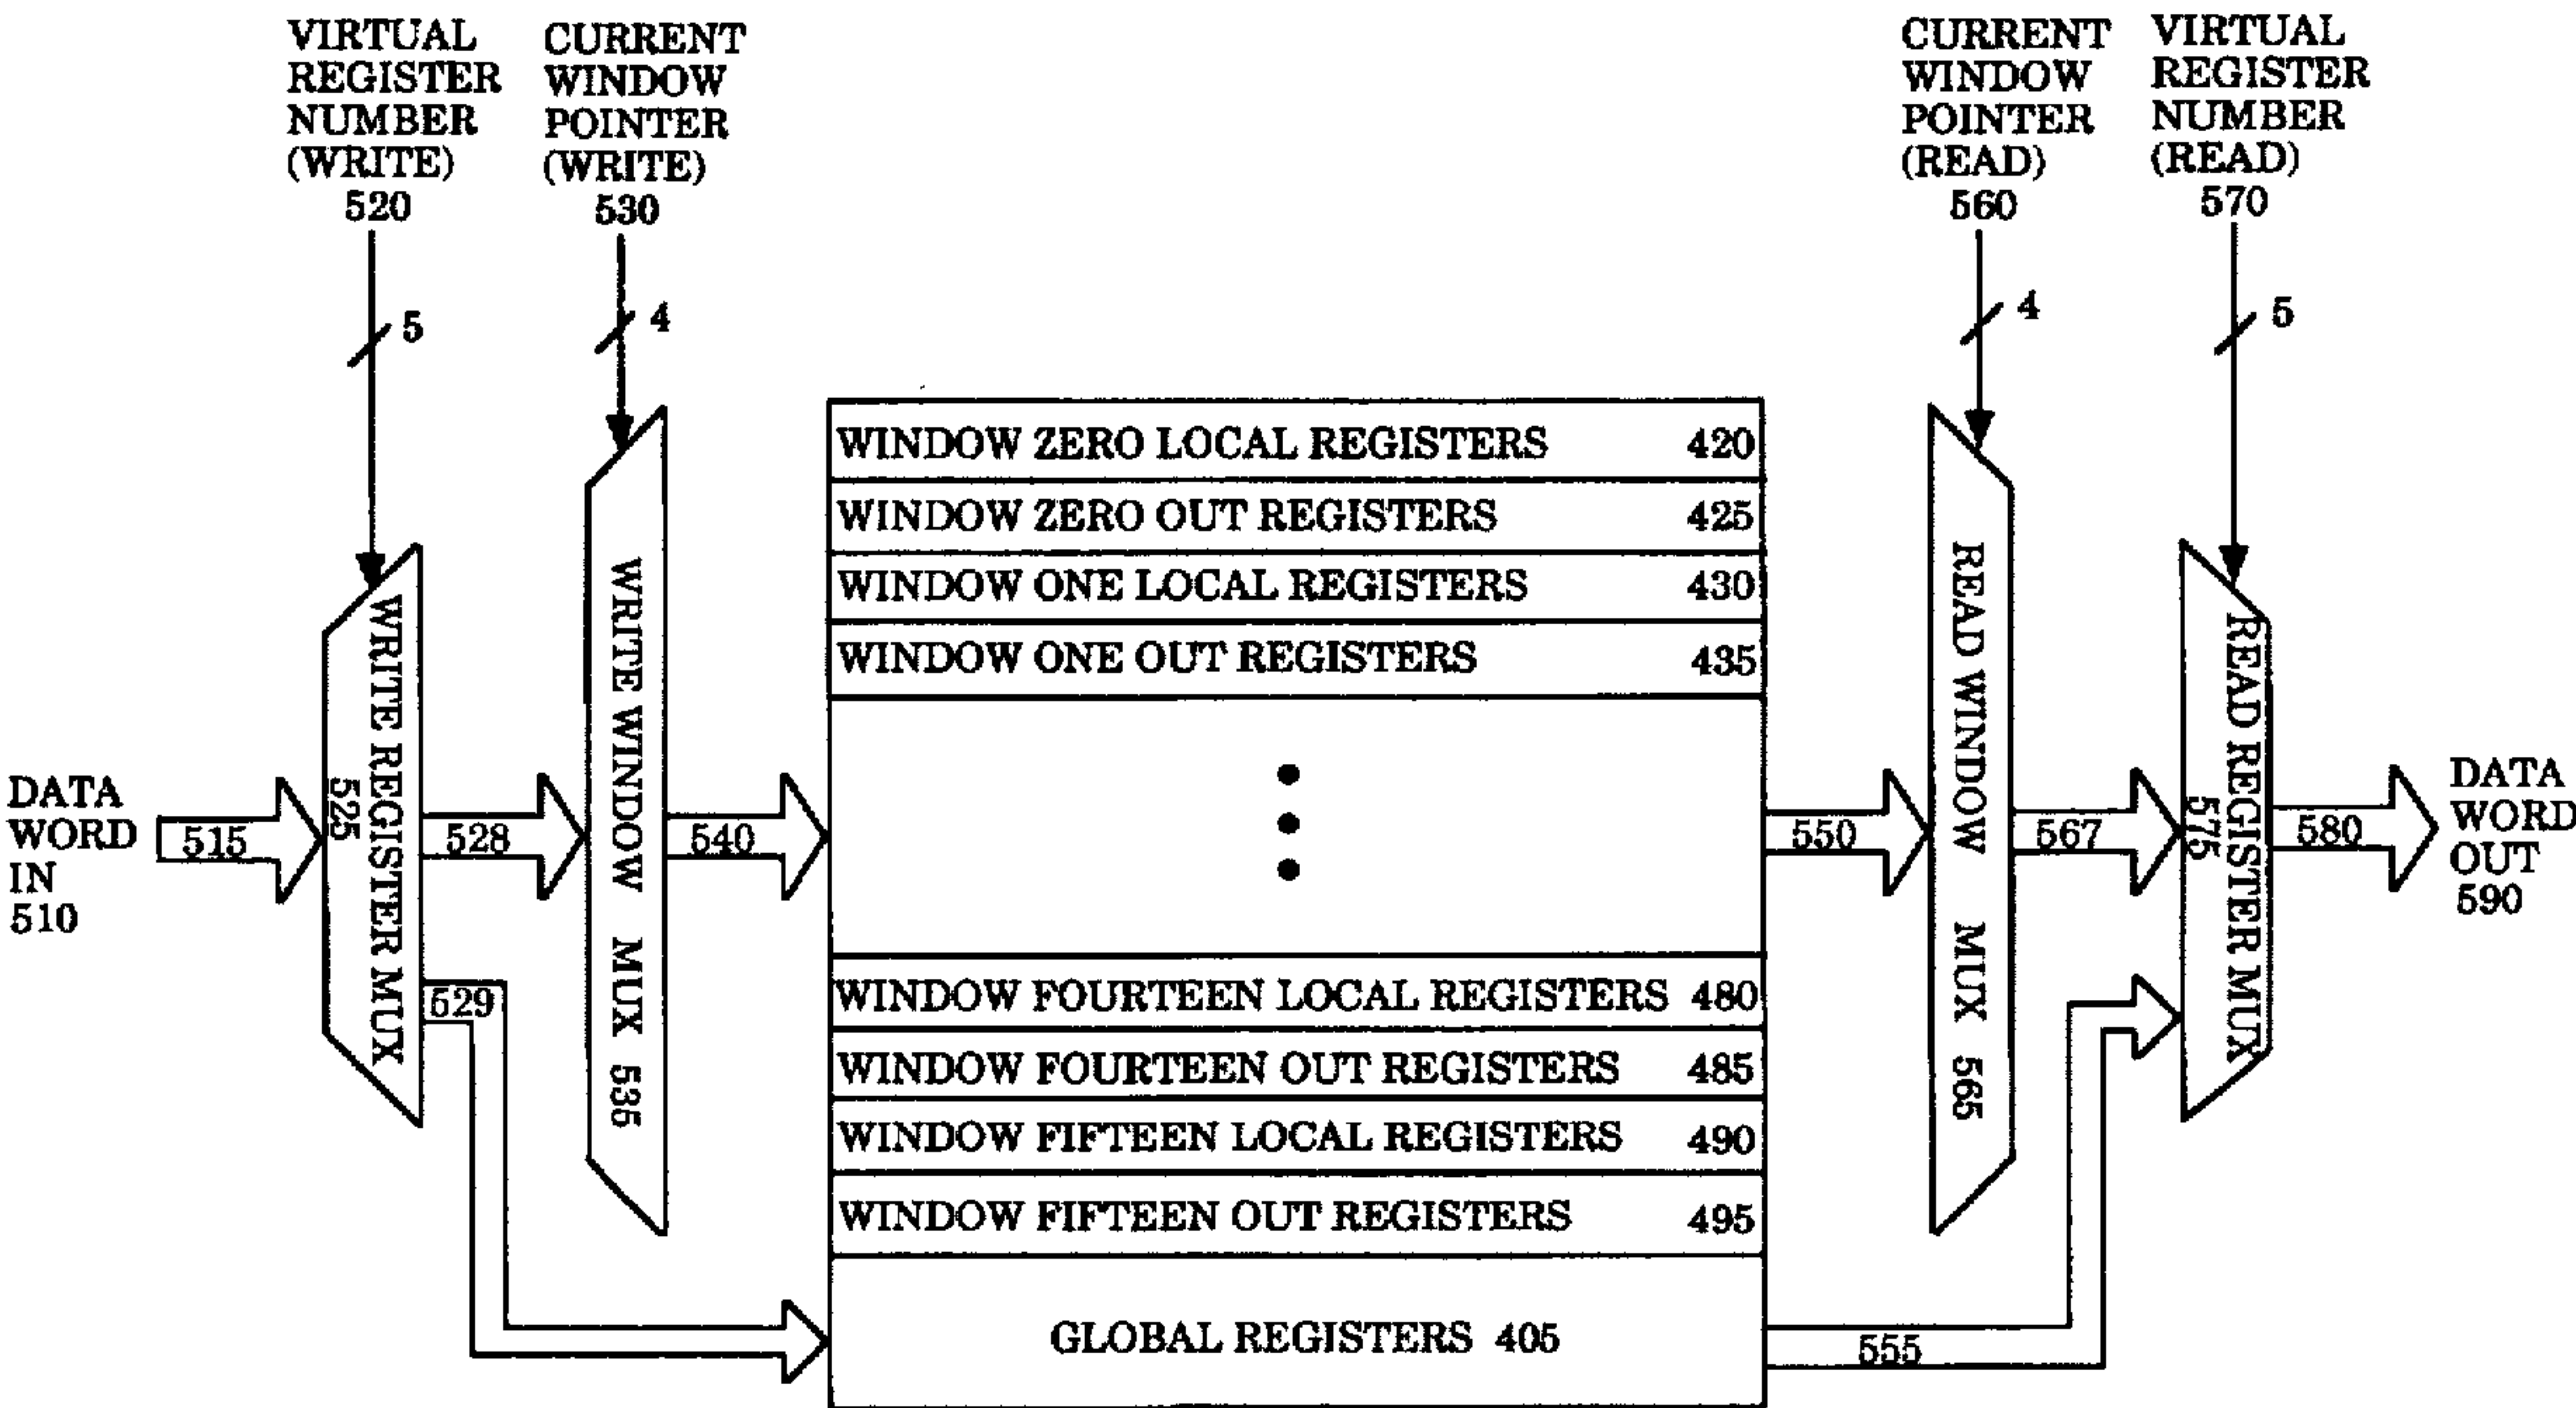 VIRTUAL
REGISTER
NUMBER
(WRITE)
520
CURRENT
WINDOW
POINTER
(WRITE)
530
CURRENT
WINDOW
POINTER
(READ)
560
VIRTUAL
REGISTER
NUMBER
(READ)
570
5
4
4
5
DATA
WORD
IN
510
515
WRITE REGISTER MUX
525
528
529
WRITE WINDOW MUX 535
540
WINDOW ZERO LOCAL REGISTERS 420
WINDOW ZERO OUT REGISTERS 425
WINDOW ONE LOCAL REGISTERS 430
WINDOW ONE OUT REGISTERS 435
WINDOW FOURTEEN LOCAL REGISTERS 480
WINDOW FOURTEEN OUT REGISTERS 485
WINDOW FIFTEEN LOCAL REGISTERS 490
WINDOW FIFTEEN OUT REGISTERS 495
GLOBAL REGISTERS 405
550
555
READ WINDOW MUX 565
567
READ REGISTER MUX
575
580
DATA
WORD
OUT
590